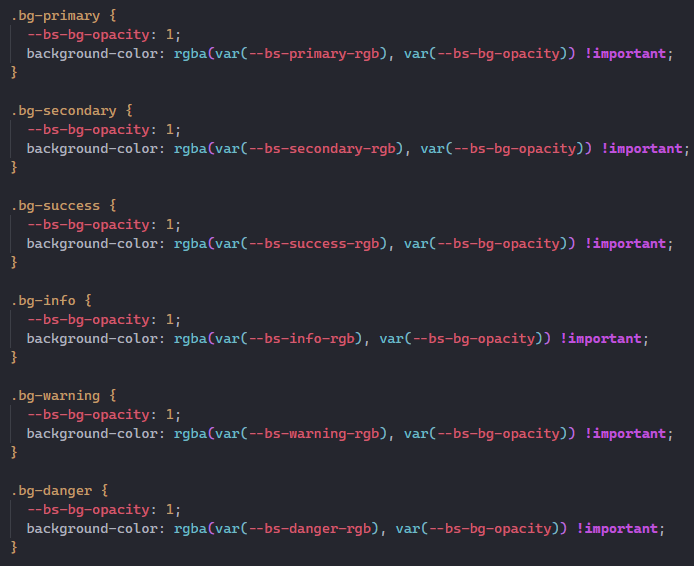 .bg-primary {
  --bs-bg-opacity: 1;
  background-color: rgba(var(--bs-primary-rgb), var(--bs-bg-opacity)) !important;
}

.bg-secondary {
  --bs-bg-opacity: 1;
  background-color: rgba(var(--bs-secondary-rgb), var(--bs-bg-opacity)) !important;
}

.bg-success {
  --bs-bg-opacity: 1;
  background-color: rgba(var(--bs-success-rgb), var(--bs-bg-opacity)) !important;
}

.bg-info {
  --bs-bg-opacity: 1;
  background-color: rgba(var(--bs-info-rgb), var(--bs-bg-opacity)) !important;
}

.bg-warning {
  --bs-bg-opacity: 1;
  background-color: rgba(var(--bs-warning-rgb), var(--bs-bg-opacity)) !important;
}

.bg-danger {
  --bs-bg-opacity: 1;
  background-color: rgba(var(--bs-danger-rgb), var(--bs-bg-opacity)) !important;
}